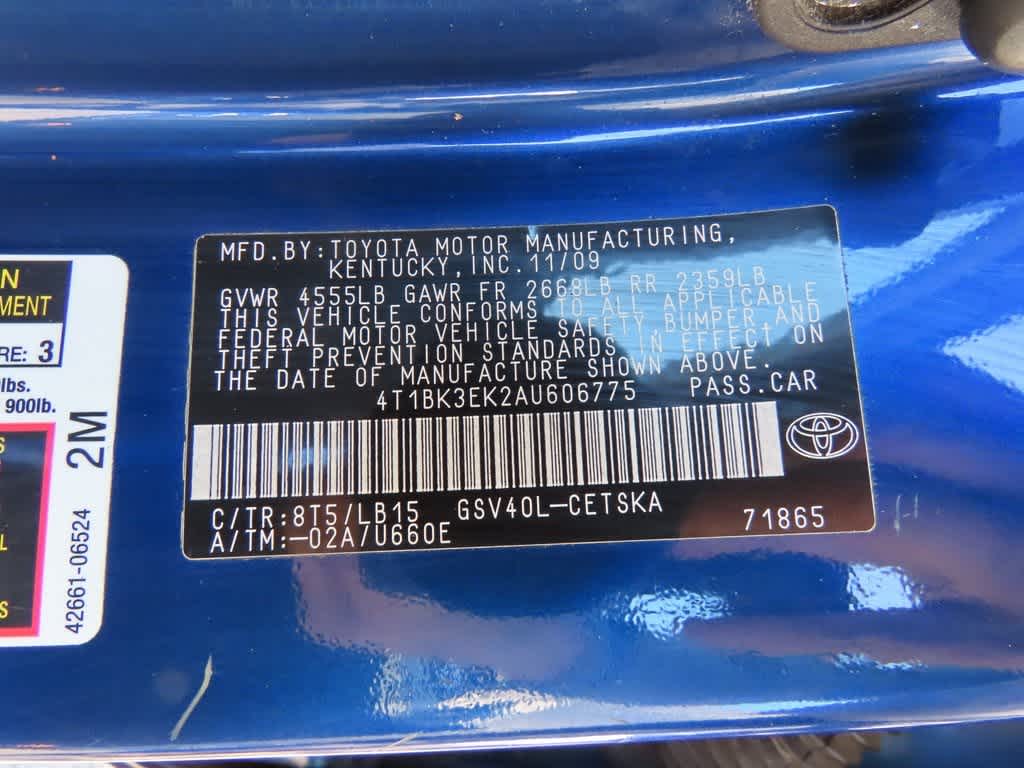 MFD.BY:TOYOTA MOTOR MANUFACTURING,
KENTUCKY,INC.11/09
GVWR 4555LB GAWR FR 2668LB RR 2359LB
THIS VEHICLE CONFORMS TO ALL APPLICABLE
FEDERAL MOTOR VEHICLE SAFETY,BUMPER AND
THEFT PREVENTION STANDARDS IN EFFECT ON
THE DATE OF MANUFACTURE SHOWN ABOVE.
4T1BK3EK2AU606775 PASS.CAR
C/TR:8T5/LB15 GSV40L-CETSKA
A/TM:-02A/U660E 71865
N
EMENT
RE: 3
lbs.
900lb.
S
L
S
42661-06524 2M